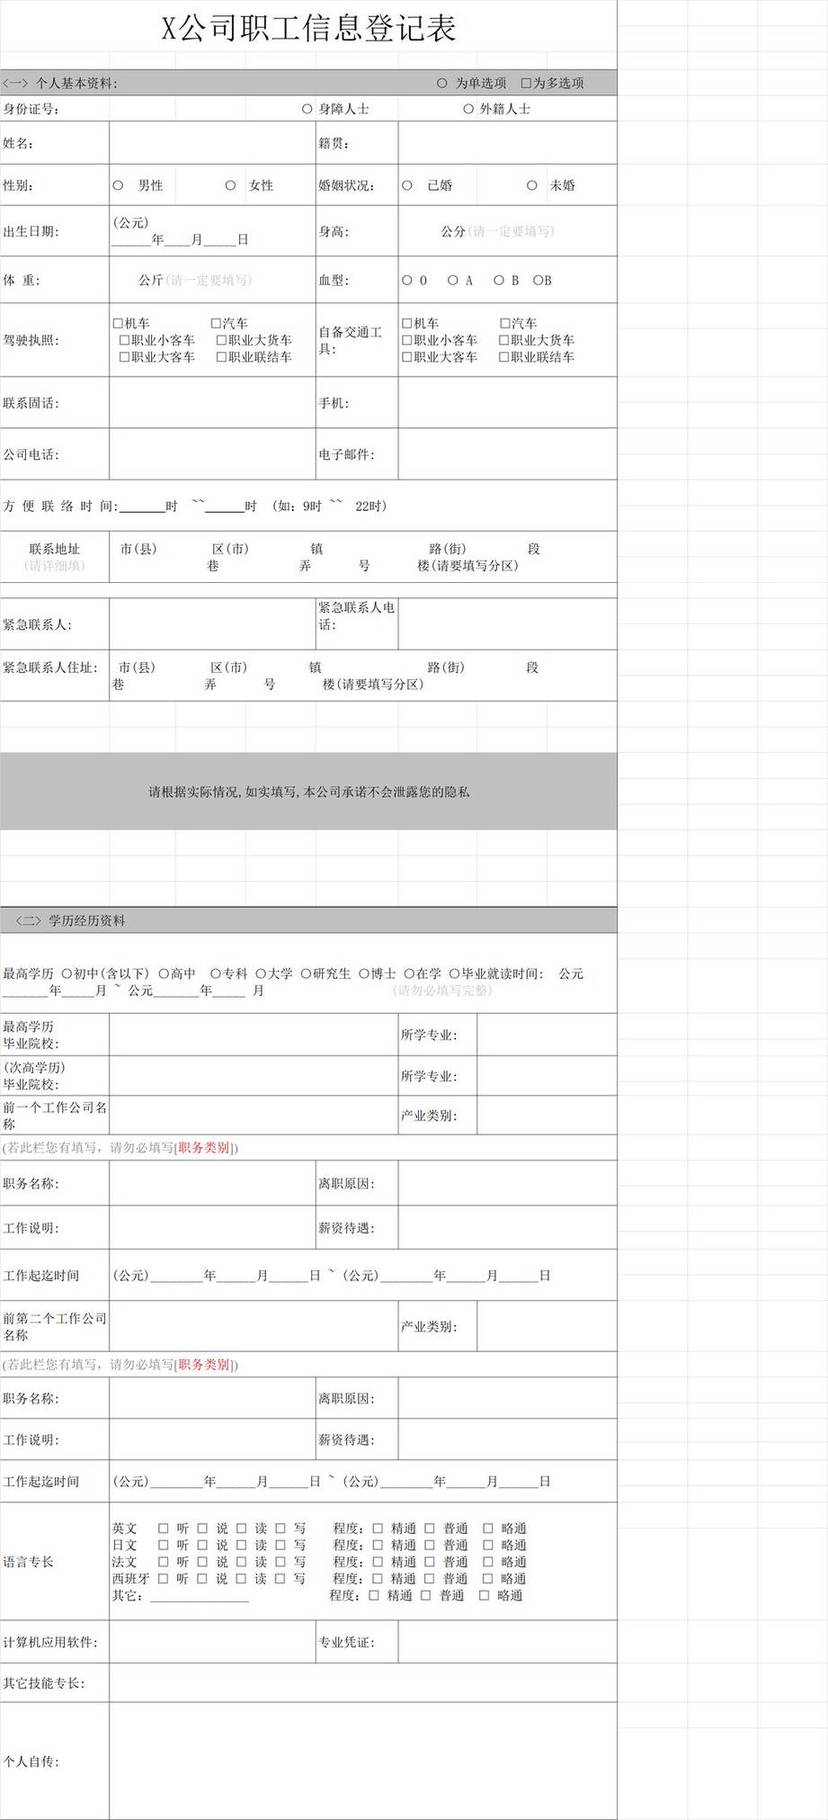 X公司职工信息登记表
<一> 个人基本资料: ○ 为单选项 □为多选项
身份证号: ○ 身障人士 ○ 外籍人士
姓名: 籍贯:
性别: ○ 男性 ○ 女性 婚姻状况: ○ 己婚 ○ 未婚
出生日期: (公元)
______年____月_____日 身高: 公分(请一定要填写)
体 重: 公斤(请一定要填写) 血型: ○ O ○ A ○ B ○B
驾驶执照: □机车 □汽车
□职业小客车 □职业大货车
□职业大客车 □职业联结车
自备交通工具: □机车 □汽车
□职业小客车 □职业大货车
□职业大客车 □职业联结车
联系固话: 手机:
公司电话: 电子邮件:
方 便 联 络 时 间:______时 ~~_____时 (如: 9时 ~~ 22时)
联系地址 市(县) 区(市) 镇 路(街) 段
(请详细填) 巷 弄 号 楼(请要填写分区)
紧急联系人: 紧急联系人电话:
紧急联系人住址: 市(县) 区(市) 镇 路(街) 段
巷 弄 号 楼(请要填写分区)
请根据实际情况,如实填写,本公司承诺不会泄露您的隐私
<二> 学历经历资料
最高学历 ○初中(含以下) ○高中 ○专科 ○大学 ○研究生 ○博士 ○在学 ○毕业就读时间: 公元
_______年_____月 ~ 公元_______年_____ 月 (请勿必填写完整)
最高学历
毕业院校: 所学专业:
(次高学历)
毕业院校: 所学专业:
前一个工作公司名称 产业类别:
(若此栏您有填写, 请勿必填写[职务类别])
职务名称: 离职原因:
工作说明: 薪资待遇:
工作起迄时间 (公元)________年______月______日 ~ (公元)________年______月______日
前第二个工作公司名称 产业类别:
(若此栏您有填写, 请勿必填写[职务类别])
职务名称: 离职原因:
工作说明: 薪资待遇:
工作起迄时间 (公元)________年______月______日 ~ (公元)________年______月______日
语言专长
英文 □ 听 □ 说 □ 读 □ 写 程度: □ 精通 □ 普通 □ 略通
日文 □ 听 □ 说 □ 读 □ 写 程度: □ 精通 □ 普通 □ 略通
法文 □ 听 □ 说 □ 读 □ 写 程度: □ 精通 □ 普通 □ 略通
西班牙 □ 听 □ 说 □ 读 □ 写 程度: □ 精通 □ 普通 □ 略通
其它: _______________ 程度: □ 精通 □ 普通 □ 略通
计算机应用软件: 专业凭证:
其它技能专长:
个人自传: